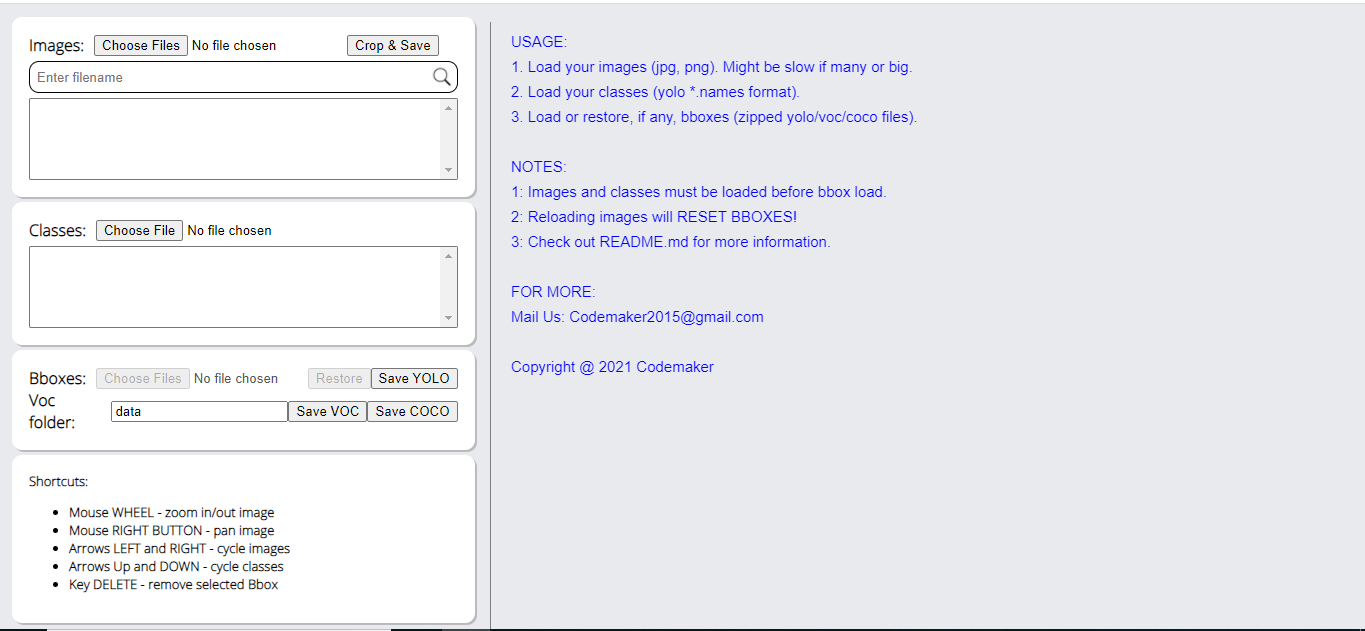 Images: Choose Files No file chosen Crop & Save
Enter filename
Classes: Choose File No file chosen
Bboxes: Choose Files No file chosen Restore Save YOLO
Voc
folder: data Save VOC Save COCO
Shortcuts:
• Mouse WHEEL - zoom in/out image
• Mouse RIGHT BUTTON - pan image
• Arrows LEFT and RIGHT - cycle images
• Arrows Up and DOWN - cycle classes
• Key DELETE - remove selected Bbox
USAGE:
1. Load your images (jpg, png). Might be slow if many or big.
2. Load your classes (yolo *.names format).
3. Load or restore, if any, bboxes (zipped yolo/voc/coco files).
NOTES:
1: Images and classes must be loaded before bbox load.
2: Reloading images will RESET BBOXES!
3: Check out README.md for more information.
FOR MORE:
Mail Us: Codemaker2015@gmail.com
Copyright @ 2021 Codemaker